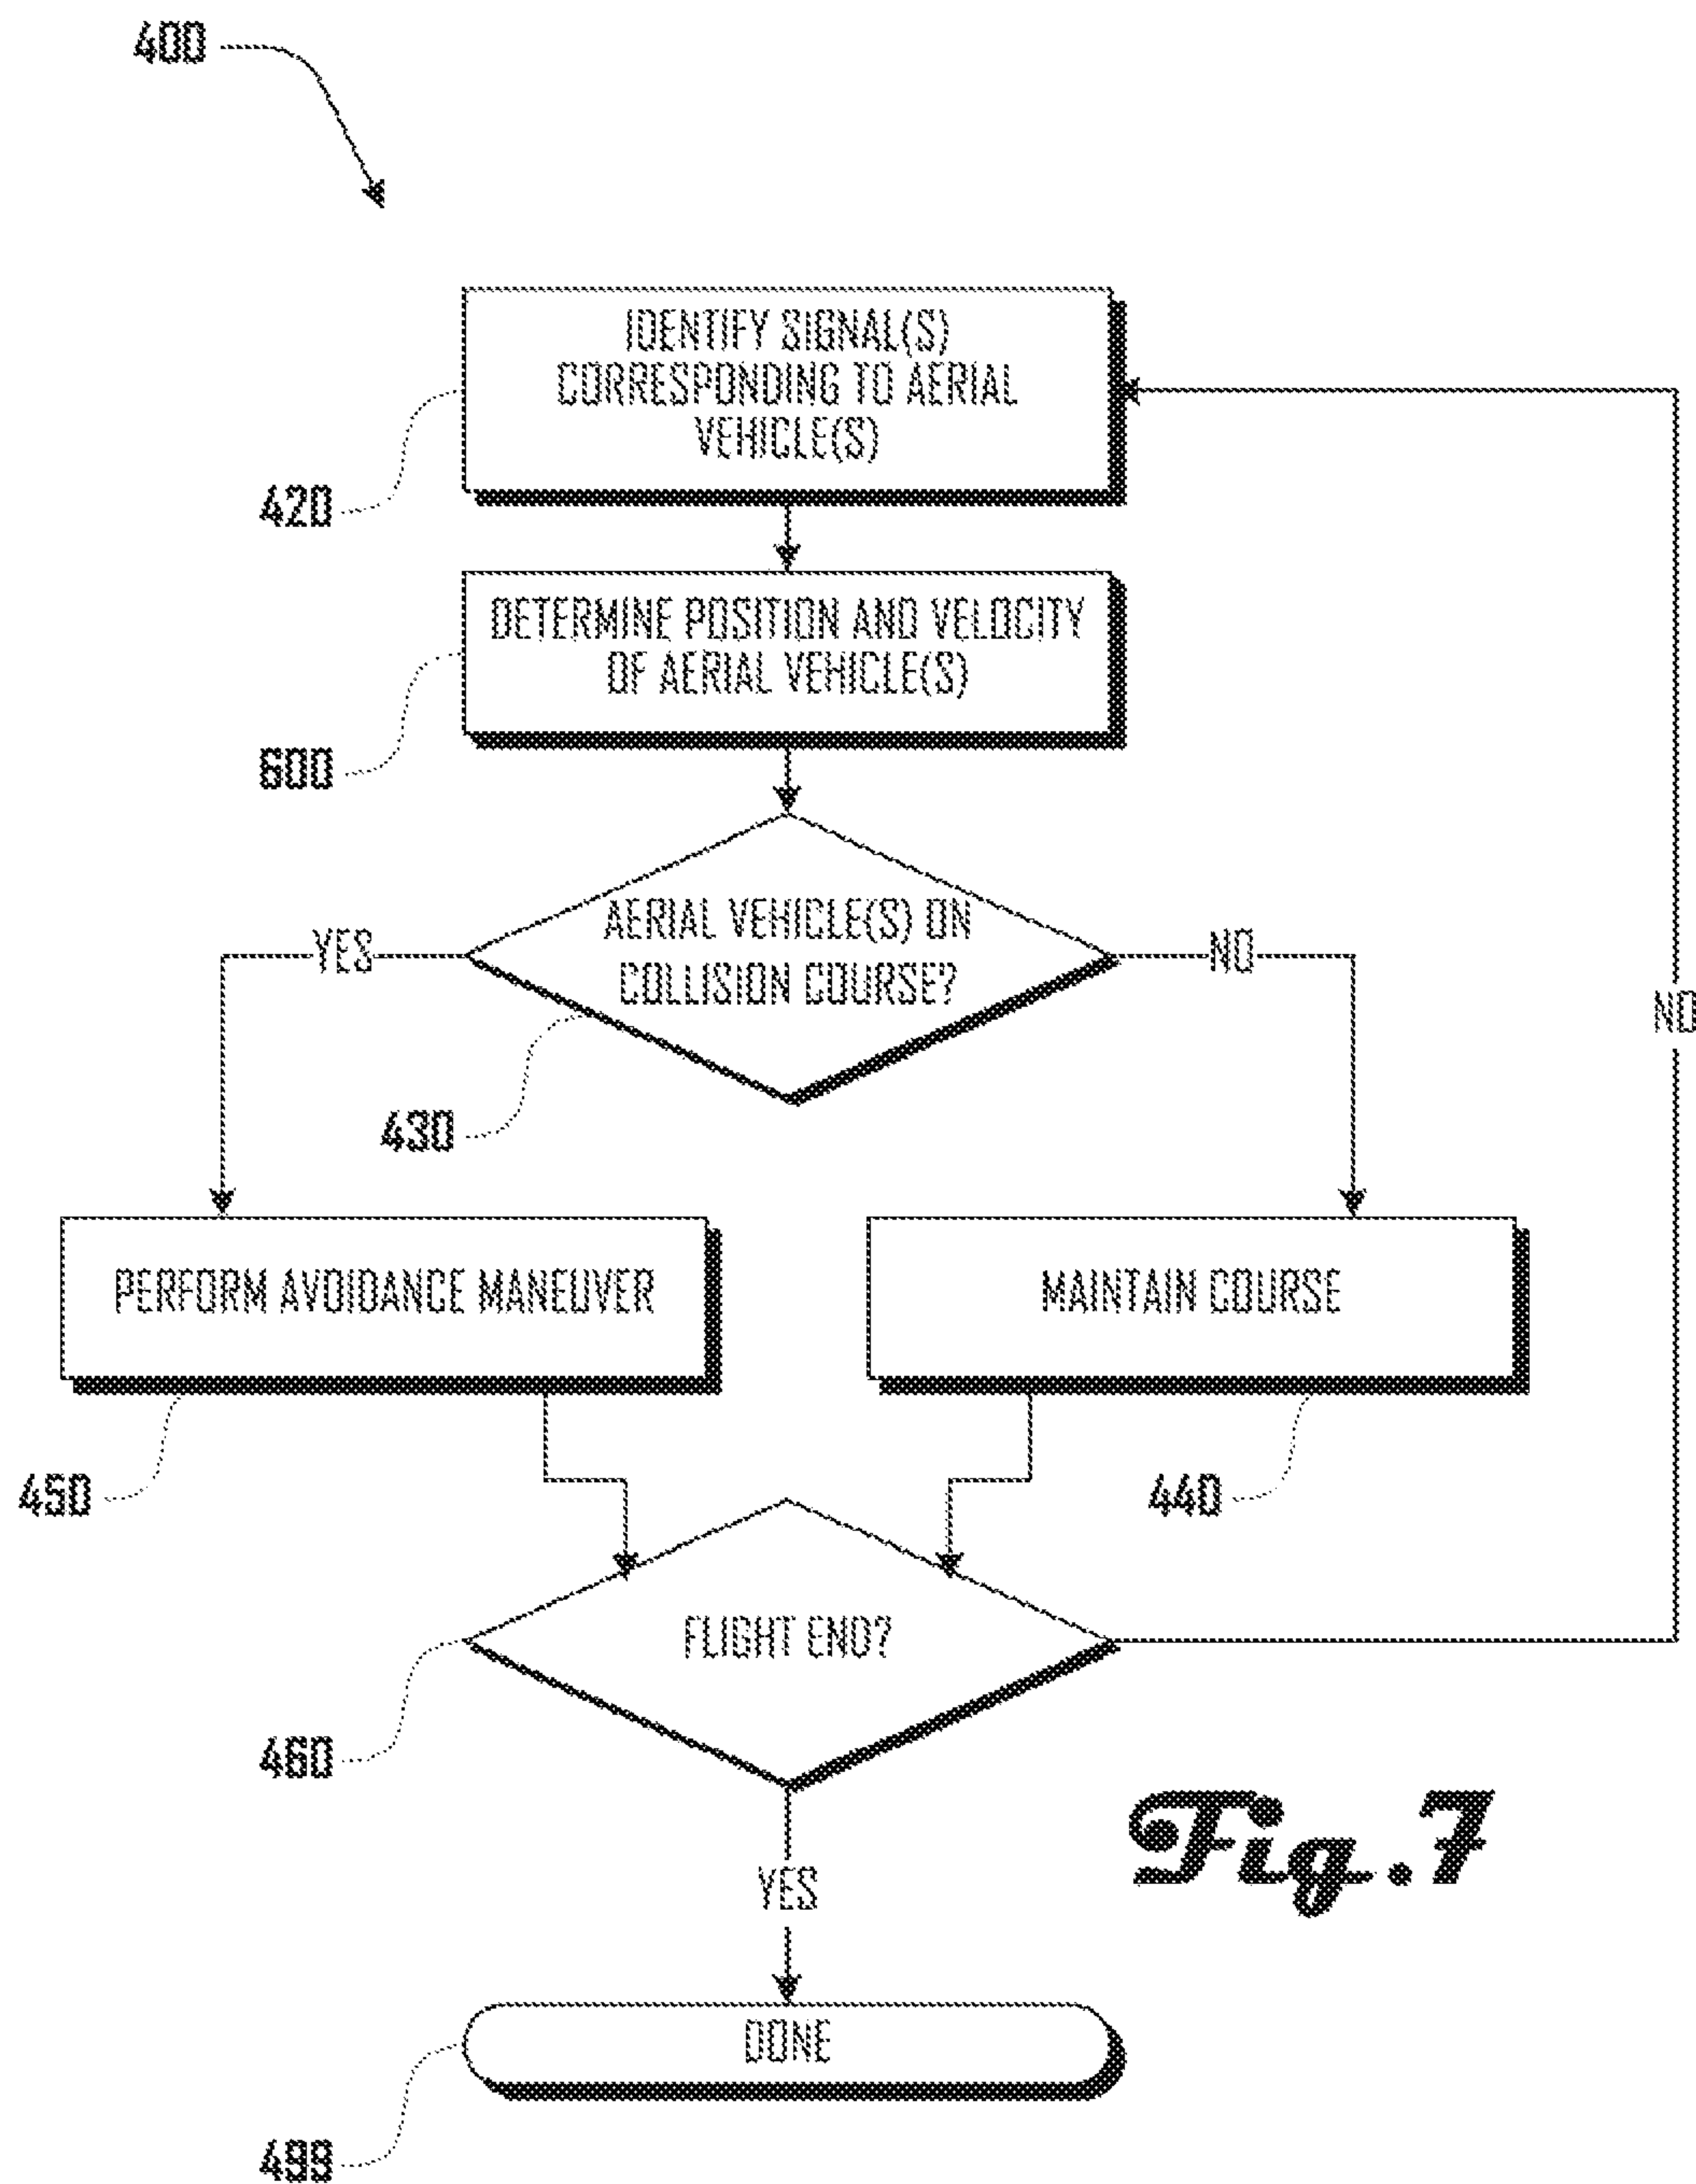 400
IDENTIFY SIGNAL(S)
CORRESPONDING TO AERIAL
VEHICLE(S)
420
DETERMINE POSITION AND VELOCITY
OF AERIAL VEHICLE(S)
600
AERIAL VEHICLE(S) ON
COLLISION COURSE?
YES
NO
NO
430
PERFORM AVOIDANCE MANEUVER
MAINTAIN COURSE
450
440
FLIGHT END?
460
YES
Fig.7
DONE
499